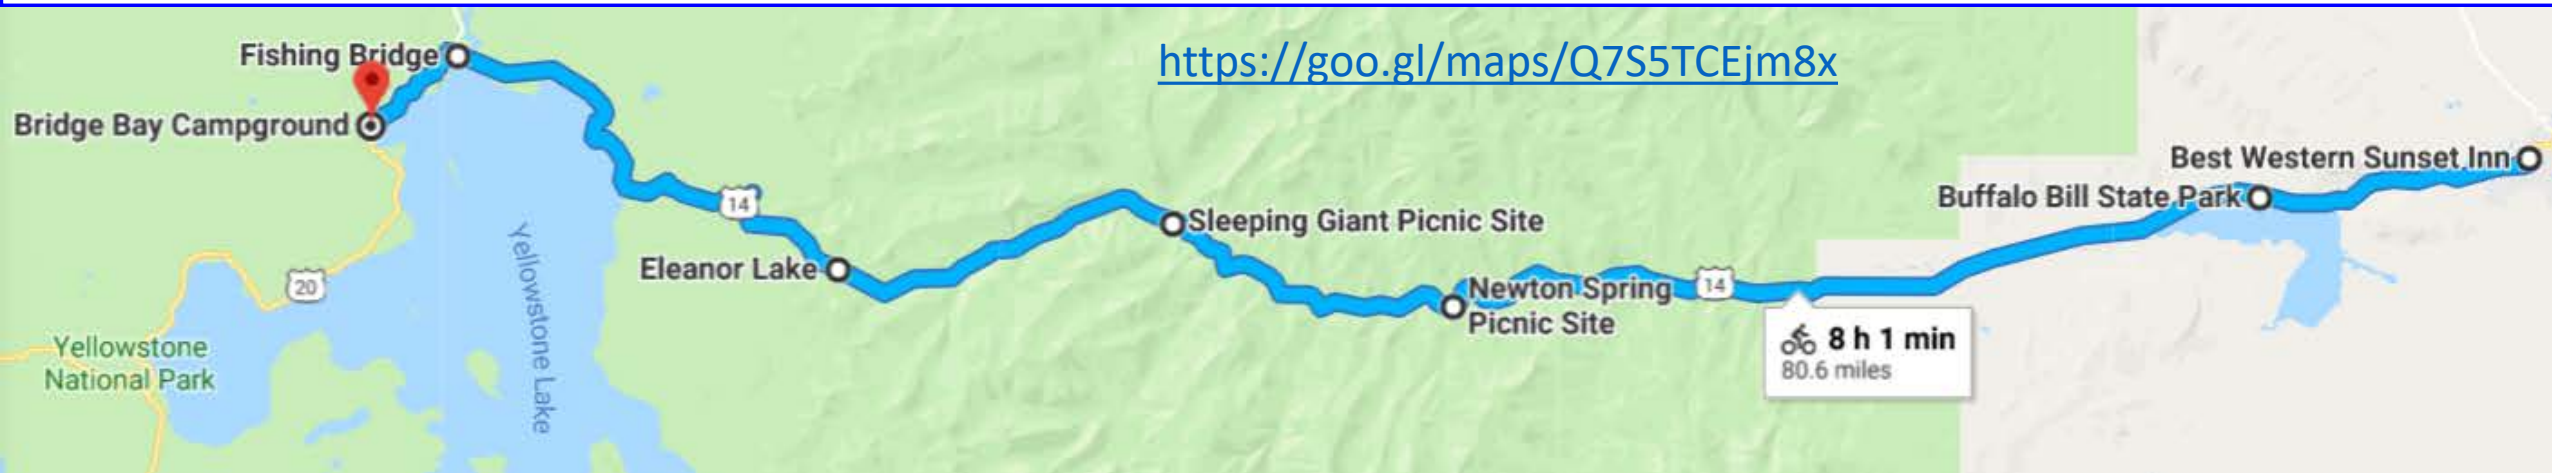 Fishing Bridge
https://goo.gl/maps/Q7S5TCEjm8x
Bridge Bay Campground
Best Western Sunset Inn
Buffalo Bill State Park
14
Sleeping Giant Picnic Site
Yellowstone Lake
Eleanor Lake
20
Newton Spring
Picnic Site
14
8 h 1 min
80.6 miles
Yellowstone
National Park